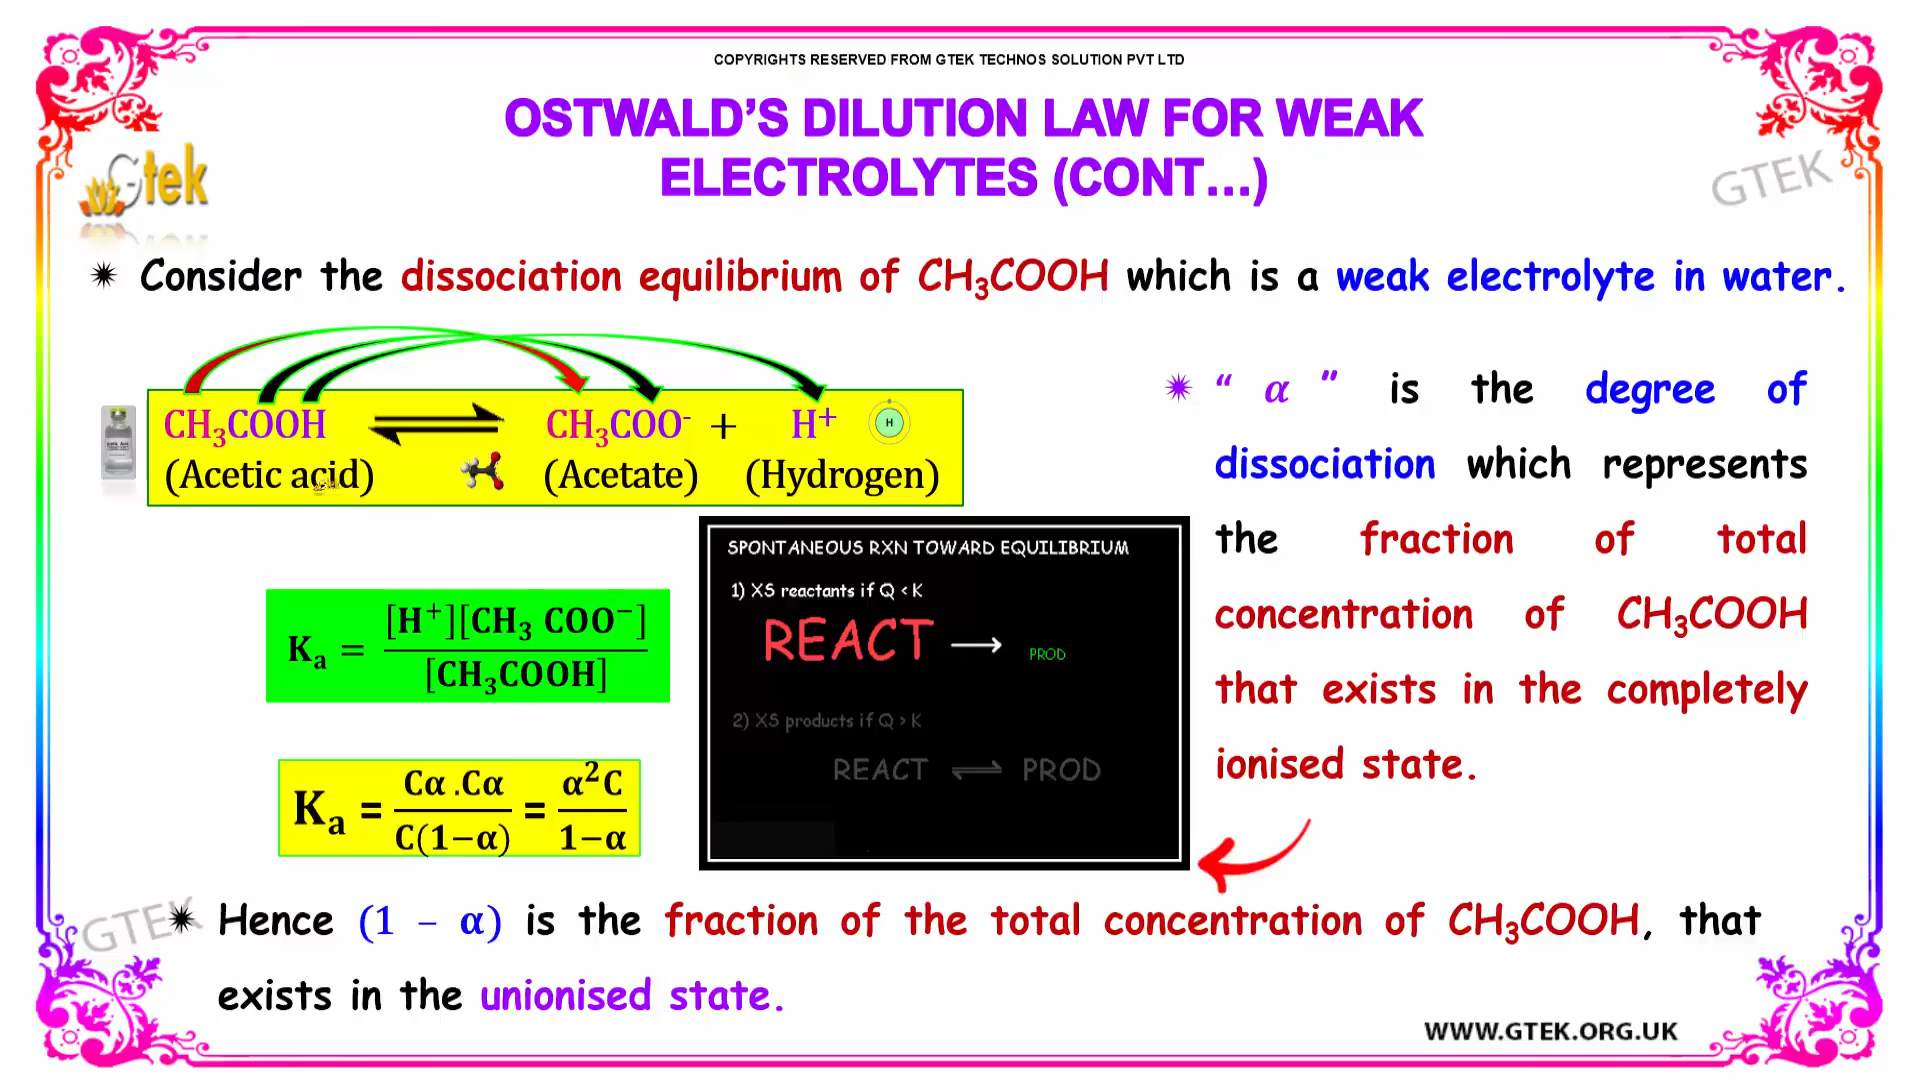 COPYRIGHTS RESERVED FROM GTEK TECHNOS SOLUTION PVT LTD
OSTWALD’S DILUTION LAW FOR WEAK
ELECTROLYTES (CONT...)
Gtek
GTEK
✷ Consider the dissociation equilibrium of CH₃COOH which is a weak electrolyte in water.
CH₃COOH ⇌ CH₃COO⁻ + H⁺ H
(Acetic acid) (Acetate) (Hydrogen)
Kₐ = [H⁺][CH₃ COO⁻] / [CH₃COOH]
Kₐ = Cα .Cα / C(1−α) = α²C / 1−α
SPONTANEOUS RXN TOWARD EQUILIBRIUM
1) XS reactants if Q < K
REACT → PROD
2) XS products if Q > K
REACT ⇌ PROD
✷ “ α ” is the degree of
dissociation which represents
the fraction of total
concentration of CH₃COOH
that exists in the completely
ionised state.
GTEK
✷ Hence (1 – α) is the fraction of the total concentration of CH₃COOH, that
exists in the unionised state.
WWW.GTEK.ORG.UK